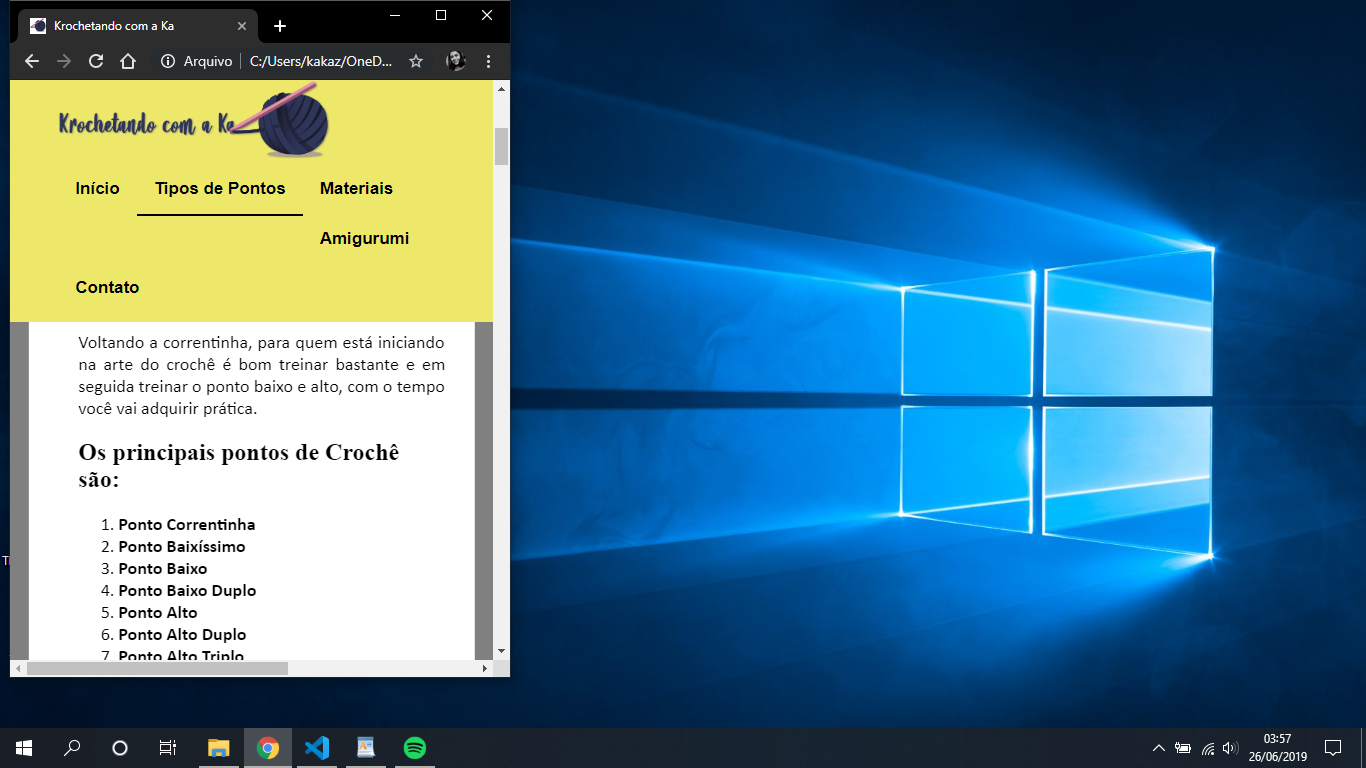 Krochetando com a Ka
Arquivo C:/Users/kakaz/OneD...
Krochetando com a Ka
Início Tipos de Pontos Materiais
Amigurumi
Contato
Voltando a correntinha, para quem está iniciando
na arte do crochê é bom treinar bastante e em
seguida treinar o ponto baixo e alto, com o tempo
você vai adquirir prática.
Os principais pontos de Crochê
são:
1. Ponto Correntinha
2. Ponto Baixíssimo
3. Ponto Baixo
4. Ponto Baixo Duplo
5. Ponto Alto
6. Ponto Alto Duplo
7. Ponto Alto Triplo
03:57
26/06/2019